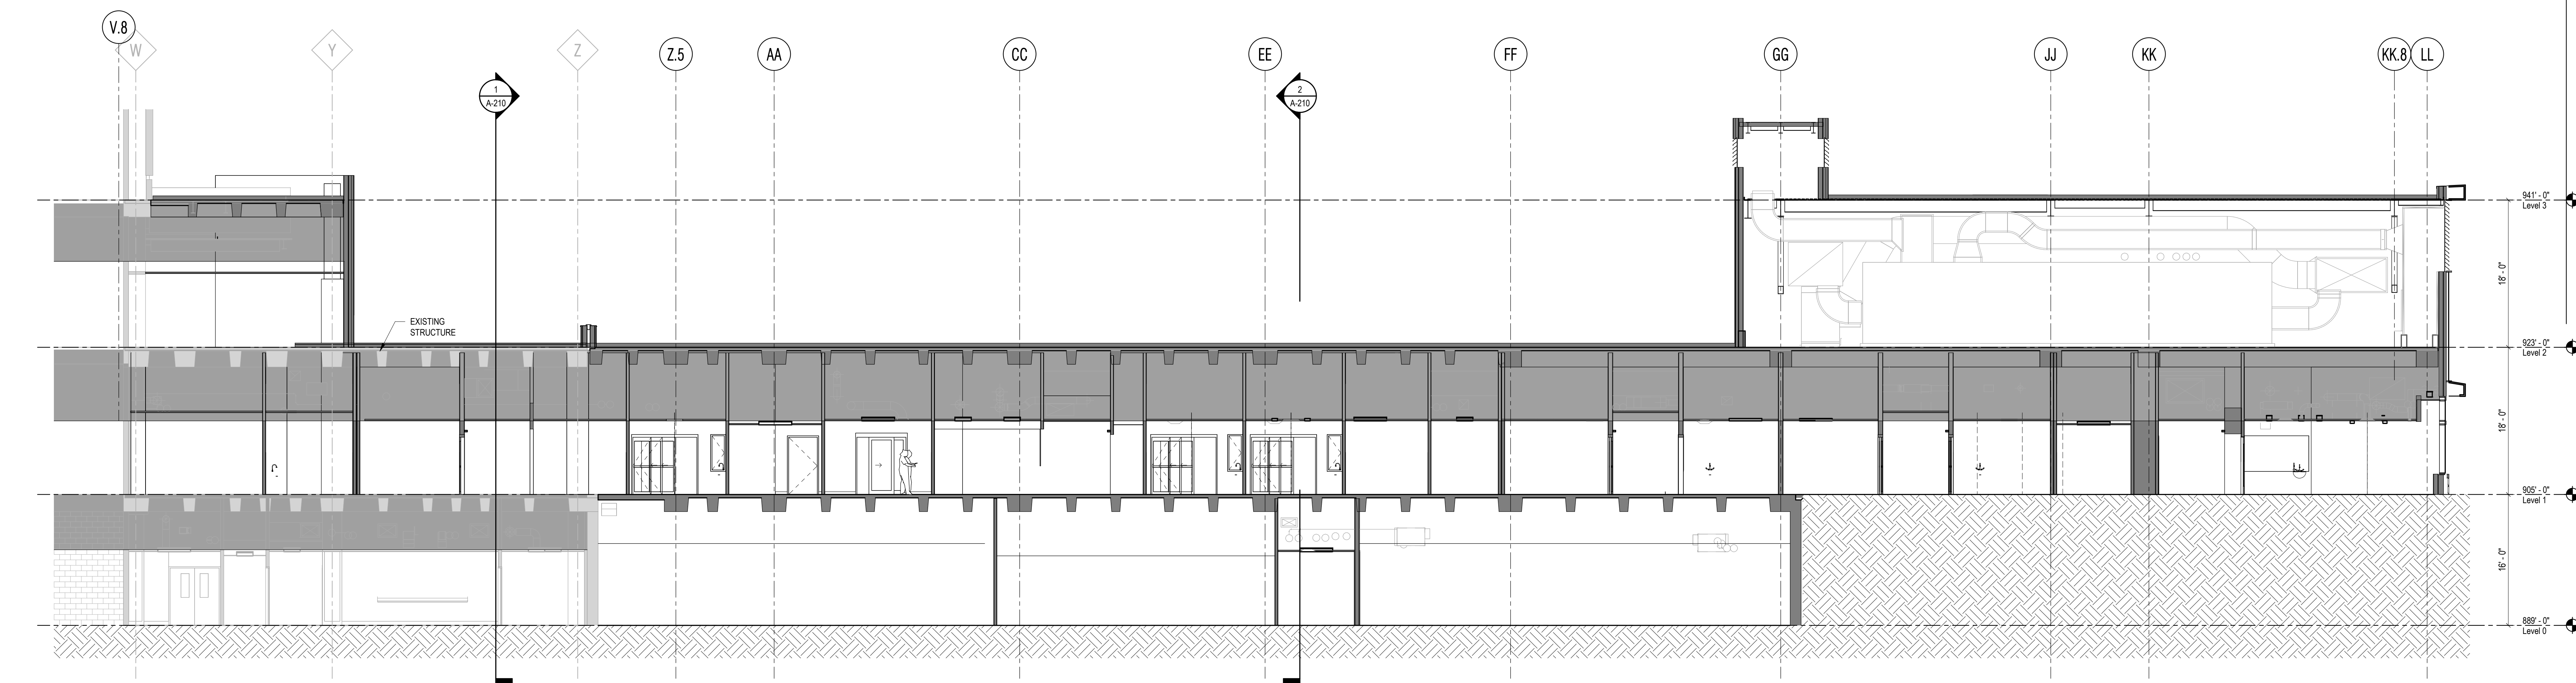 V.8
W
Y
Z
Z.5
AA
CC
EE
FF
GG
JJ
KK
KK.8
LL
1
A-210
2
A-210
941' - 0"
Level 3
18' - 0"
EXISTING
STRUCTURE
923' - 0"
Level 2
18' - 0"
905' - 0"
Level 1
16' - 0"
889' - 0"
Level 0